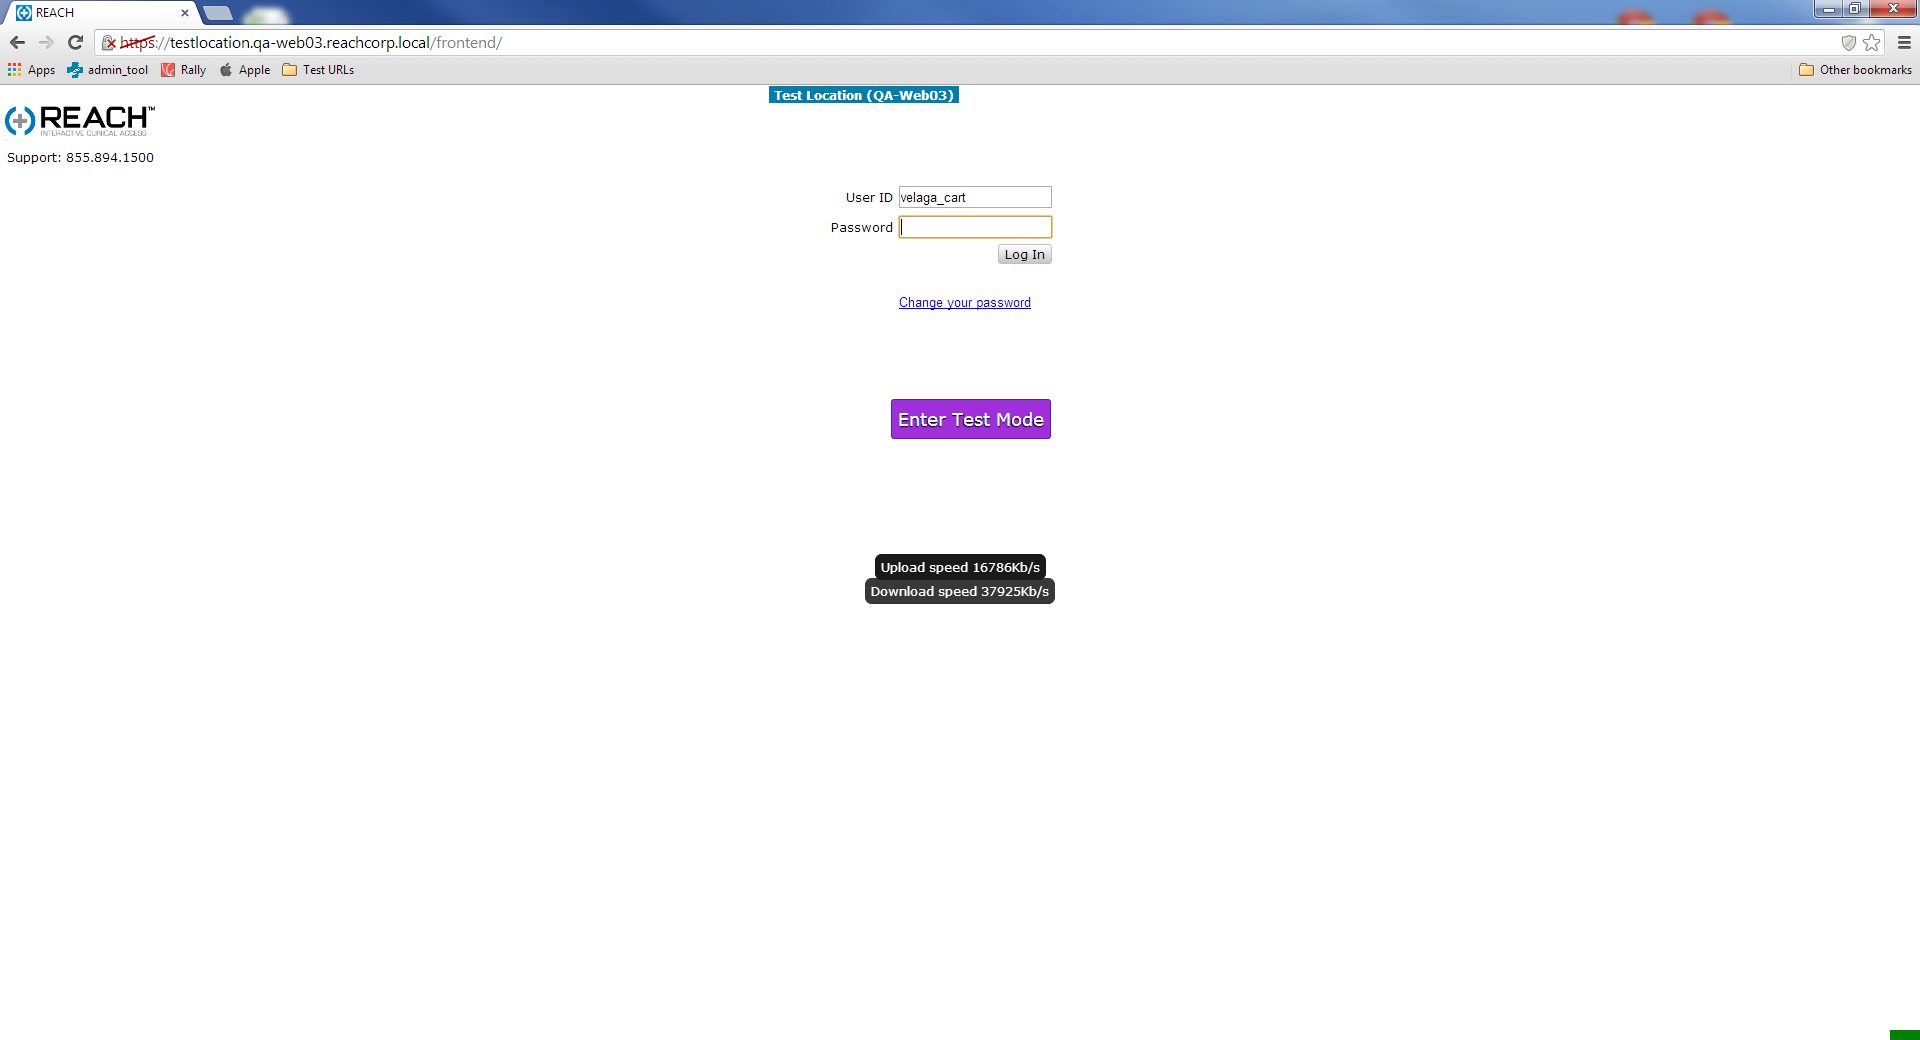 REACH
https://testlocation.qa-web03.reachcorp.local/frontend/
Apps admin_tool Rally Apple Test URLs Other bookmarks
Test Location (QA-Web03)
REACH™
INTERACTIVE CLINICAL ACCESS
Support: 855.894.1500
User ID velaga_cart
Password
Log In
Change your password
Enter Test Mode
Upload speed 16786Kb/s
Download speed 37925Kb/s